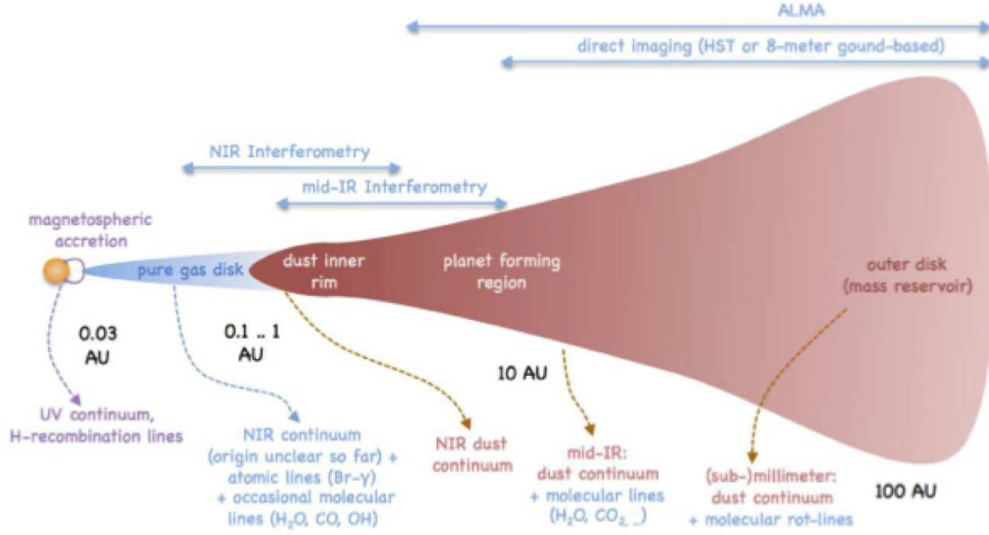 ALMA
direct imaging (HST or 8-meter gound-based)
NIR Interferometry
mid-IR Interferometry
magnetospheric
accretion
pure gas disk
dust inner
rim
planet forming
region
outer disk
(mass reservoir)
0.03
AU
0.1 .. 1
AU
10 AU
100 AU
UV continuum,
H-recombination lines
NIR continuum
(origin unclear so far) +
atomic lines (Br-γ)
+ occasional molecular
lines (H₂O, CO, OH)
NIR dust
continuum
mid-IR:
dust continuum
+ molecular lines
(H₂O, CO₂, ..)
(sub-)millimeter:
dust continuum
+ molecular rot-lines